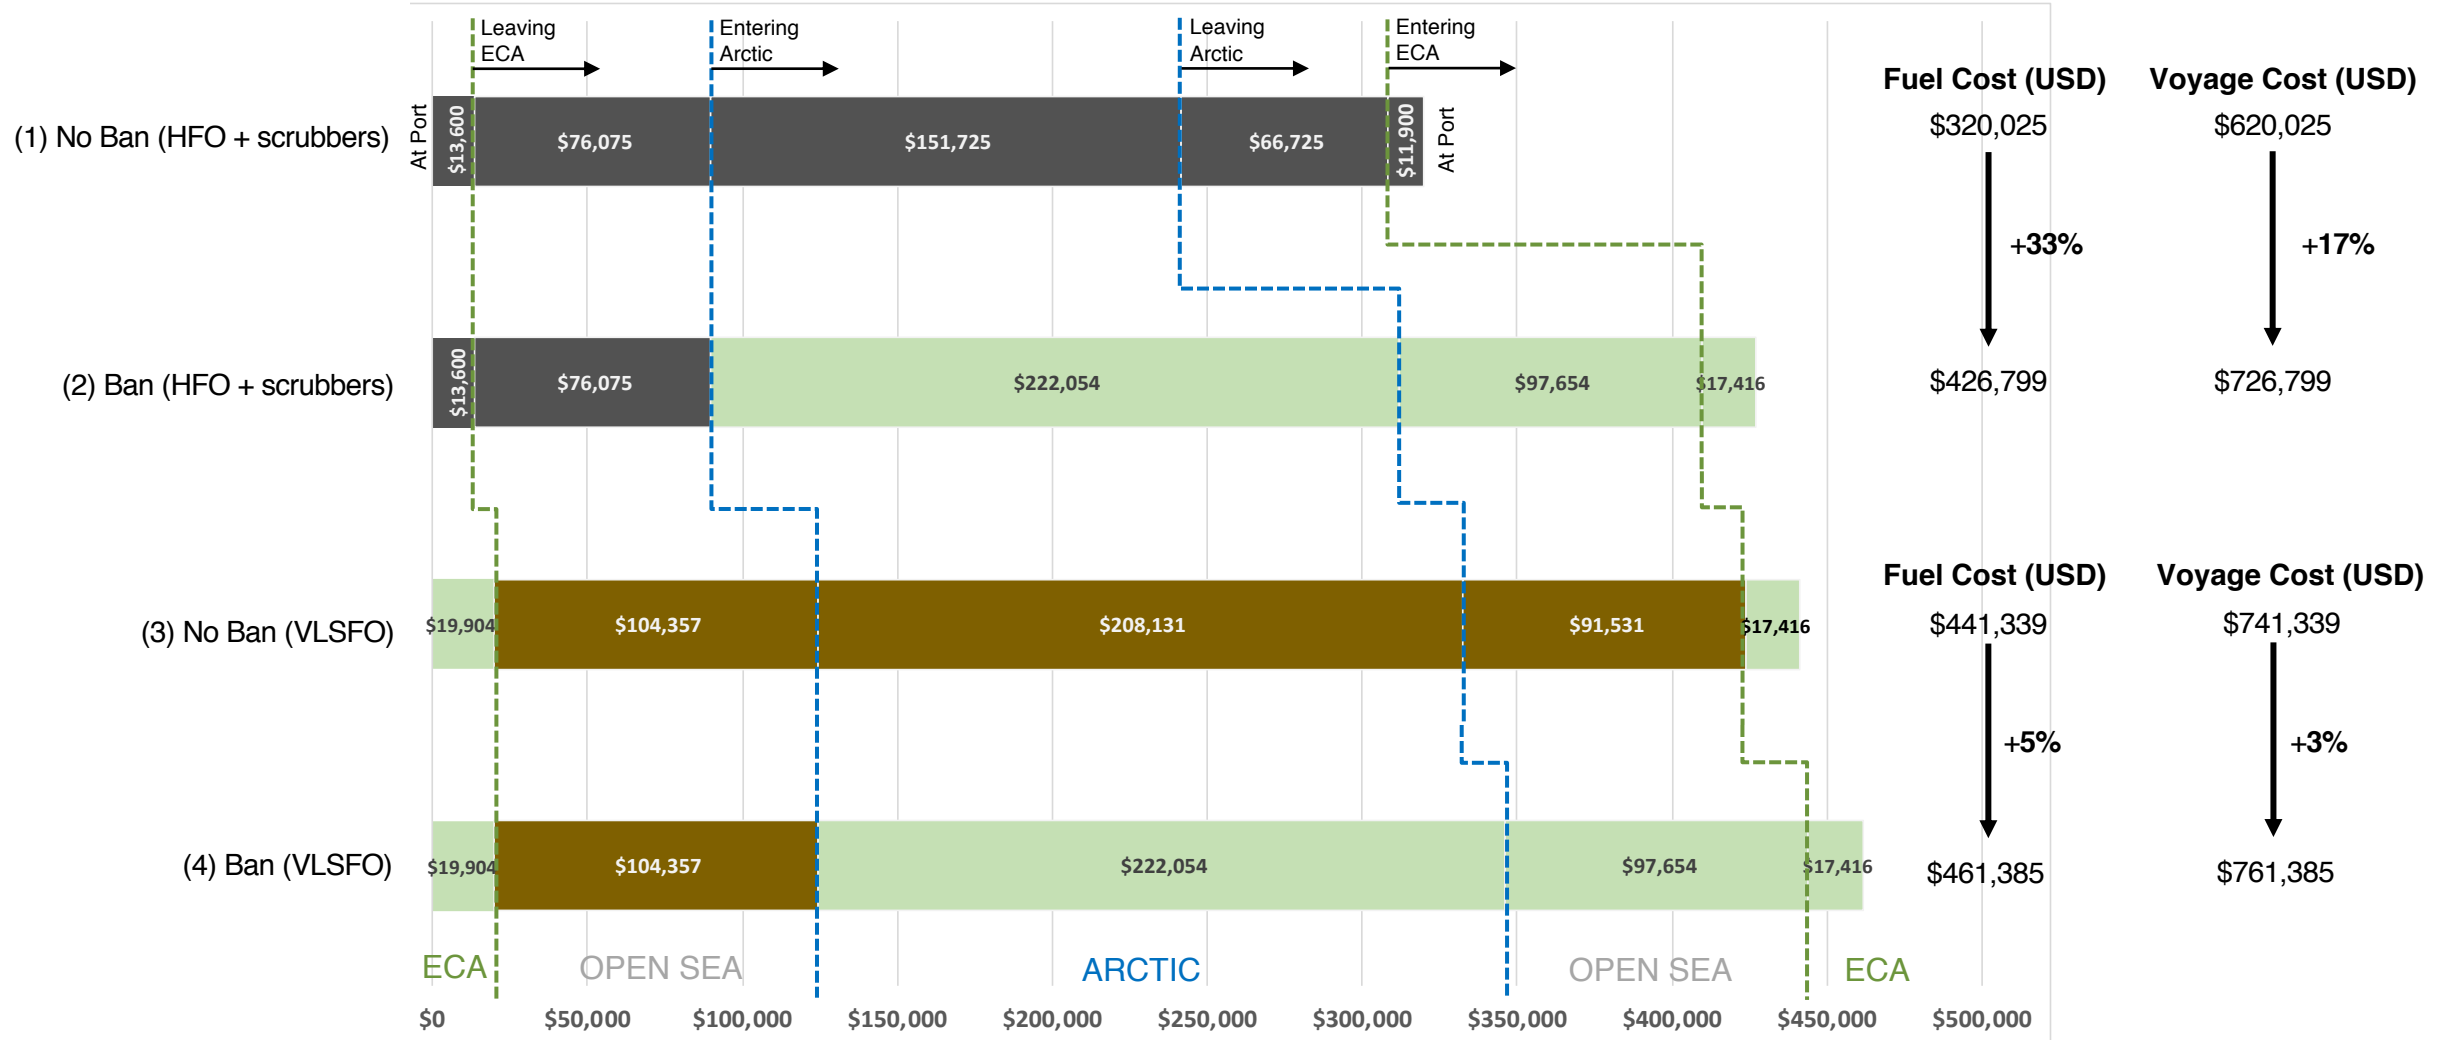 Leaving
ECA
Entering
Arctic
Leaving
Arctic
Entering
ECA
Fuel Cost (USD)
Voyage Cost (USD)
(1) No Ban (HFO + scrubbers)
At Port
$13,600
$76,075
$151,725
$66,725
$11,900
At Port
$320,025
$620,025
+33%
+17%
(2) Ban (HFO + scrubbers)
$13,600
$76,075
$222,054
$97,654
$17,416
$426,799
$726,799
Fuel Cost (USD)
Voyage Cost (USD)
(3) No Ban (VLSFO)
$19,904
$104,357
$208,131
$91,531
$17,416
$441,339
$741,339
+5%
+3%
(4) Ban (VLSFO)
$19,904
$104,357
$222,054
$97,654
$17,416
$461,385
$761,385
ECA
OPEN SEA
ARCTIC
OPEN SEA
ECA
$0
$50,000
$100,000
$150,000
$200,000
$250,000
$300,000
$350,000
$400,000
$450,000
$500,000